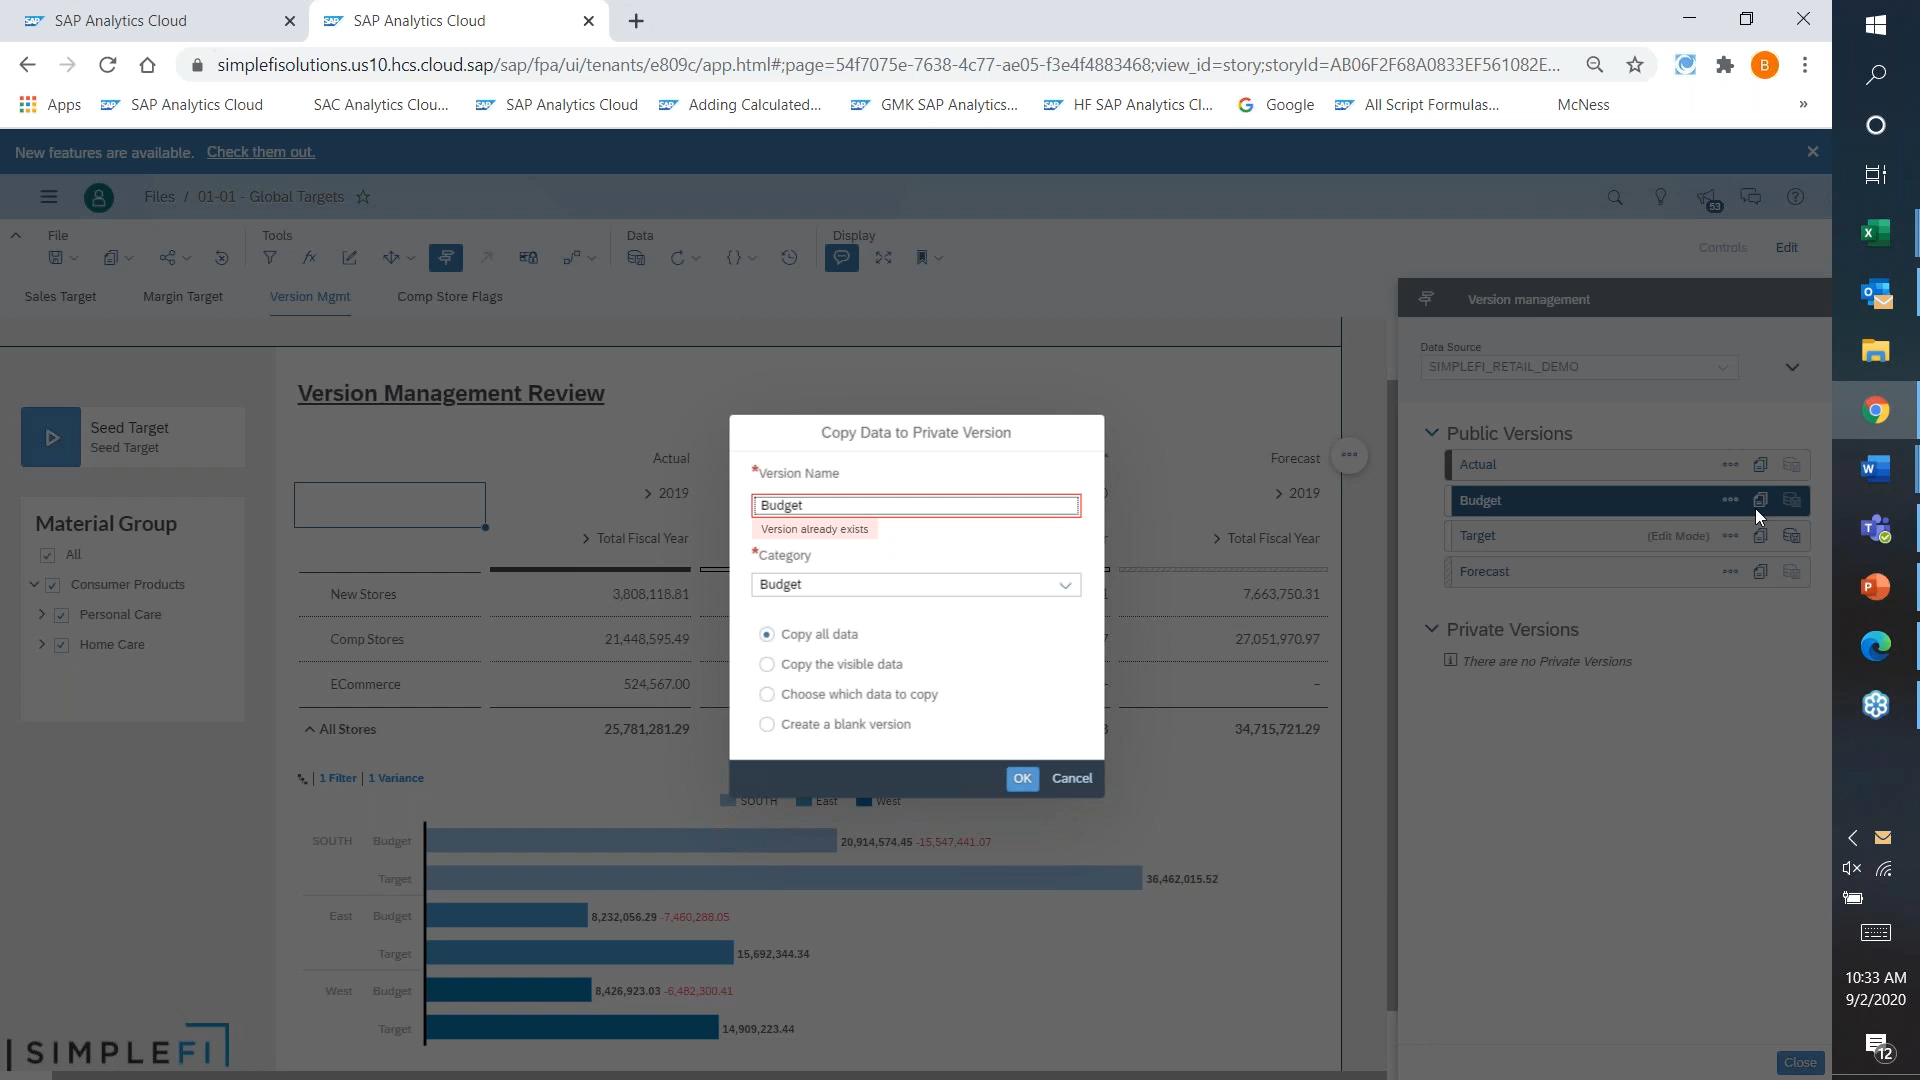 SAP Analytics Cloud
SAP Analytics Cloud
simplefisolutions.us10.hcs.cloud.sap/sap/fpa/ui/tenants/e809c/app.html#;page=54f7075e-7638-4c77-ae05-f3e4f4883468;view_id=story;storyId=AB06F2F68A0833EF561082E...
B
Apps SAP Analytics Cloud SAC Analytics Clou... SAP Analytics Cloud Adding Calculated... GMK SAP Analytics... HF SAP Analytics Cl... Google All Script Formulas... McNess »
New features are available. Check them out.
Files / 01-01 - Global Targets
53
File Tools Data Display
Controls Edit
Sales Target Margin Target Version Mgmt Comp Store Flags
Version management
Data Source
SIMPLEFI_RETAIL_DEMO
Public Versions
Actual
Budget
Target (Edit Mode)
Forecast
Private Versions
There are no Private Versions
Close
Seed Target
Seed Target
Material Group
All
Consumer Products
Personal Care
Home Care
Version Management Review
Actual Forecast
2019 2019
Total Fiscal Year Total Fiscal Year
New Stores 3,808,118.81 7,663,750.31
Comp Stores 21,448,595.49 27,051,970.97
ECommerce 524,567.00 –
All Stores 25,781,281.29 34,715,721.29
1 Filter | 1 Variance
Copy Data to Private Version
*Version Name
Budget
Version already exists
*Category
Budget
Copy all data
Copy the visible data
Choose which data to copy
Create a blank version
OK Cancel
SOUTH East West
SOUTH Budget 20,914,574.45 -15,547,441.07
Target 36,462,015.52
East Budget 8,232,056.29 -7,460,288.05
Target 15,692,344.34
West Budget 8,426,923.03 -6,482,300.41
Target 14,909,223.44
SIMPLEFI
10:33 AM
9/2/2020
12